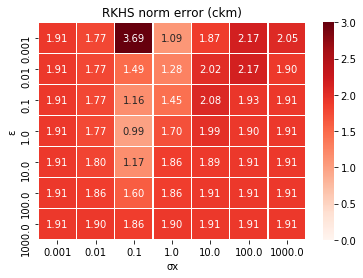 RKHS norm error (ckm)
0.001 1.91 1.77 3.69 1.09 1.87 2.17 2.05
0.01 1.91 1.77 1.49 1.28 2.02 2.17 1.90
0.1 1.91 1.77 1.16 1.45 2.08 1.93 1.91
1.0 1.91 1.77 0.99 1.70 1.99 1.90 1.91
10.0 1.91 1.80 1.17 1.86 1.89 1.91 1.91
100.0 1.91 1.86 1.60 1.86 1.91 1.91 1.91
1000.0 1.91 1.90 1.86 1.90 1.91 1.91 1.91
0.001 0.01 0.1 1.0 10.0 100.0 1000.0
σx
ε
3.0
2.5
2.0
1.5
1.0
0.5
0.0